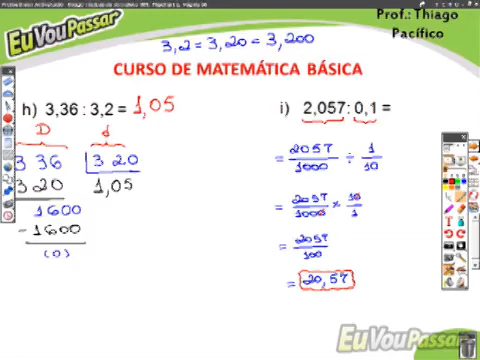 EuVouPassar
Prof.: Thiago
Pacífico
3,2 = 3,20 = 3,200
CURSO DE MATEMÁTICA BÁSICA
h) 3,36 : 3,2 = 1,05
D d
336 320
320 1,05
1600
- 1600
(0)
i) 2,057: 0,1 =
= 2057/1000 ÷ 1/10
= 2057/1000 × 10/1
= 2057/100
= 20,57
EuVouPassar